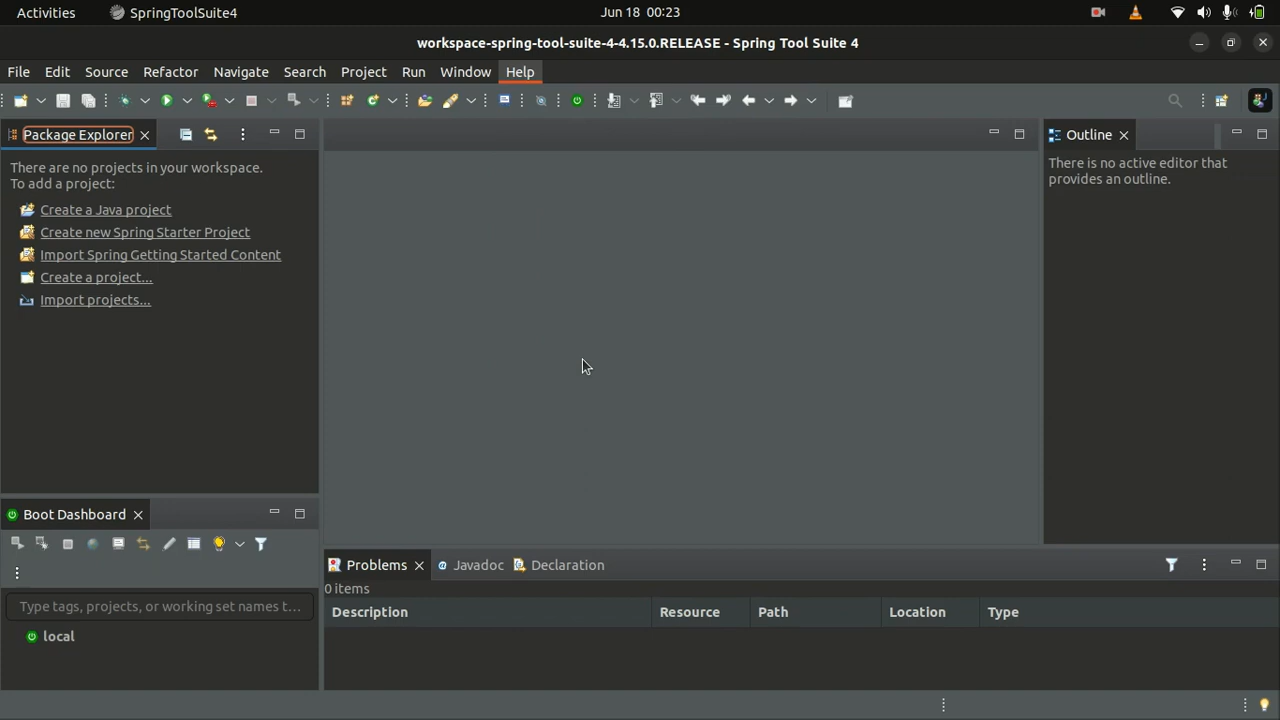 Activities SpringToolSuite4 Jun 18 00:23
workspace-spring-tool-suite-4-4.15.0.RELEASE - Spring Tool Suite 4
File Edit Source Refactor Navigate Search Project Run Window Help
Package Explorer
There are no projects in your workspace.
To add a project:
Create a Java project
Create new Spring Starter Project
Import Spring Getting Started Content
Create a project...
Import projects...
Outline
There is no active editor that
provides an outline.
Boot Dashboard
Type tags, projects, or working set names t...
local
Problems Javadoc Declaration
0 items
Description Resource Path Location Type